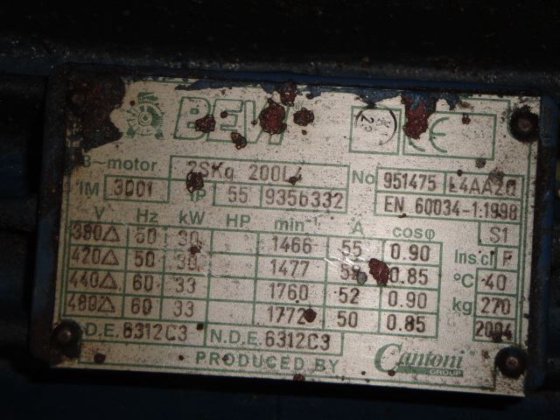 BEVI CE
3-motor 2SKg 200L4 No 951475 E4AA20
IM 3001 IP 55 9356332 EN 60034-1:1998
V Hz kW HP min⁻¹ A cosφ S1
380△ 30 1466 55 0.90 Ins.cl F
420△ 50 1477 0.85 °C 40
440△ 60 33 1760 52 0.90 kg 270
480△ 60 33 1772 50 0.85 2004
D.E. 6312C3 N.D.E. 6312C3
PRODUCED BY Cantoni GROUP